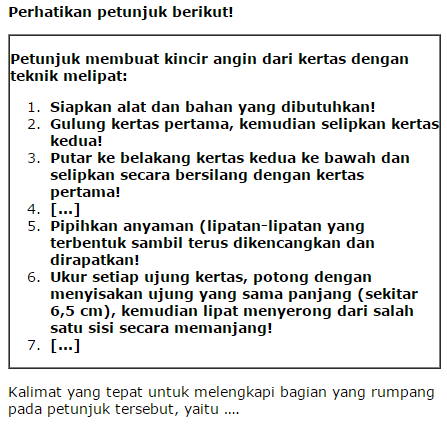 Perhatikan petunjuk berikut!
Petunjuk membuat kincir angin dari kertas dengan
teknik melipat:
1. Siapkan alat dan bahan yang dibutuhkan!
2. Gulung kertas pertama, kemudian selipkan kertas
kedua!
3. Putar ke belakang kertas kedua ke bawah dan
selipkan secara bersilang dengan kertas
pertama!
4. [...]
5. Pipihkan anyaman (lipatan-lipatan yang
terbentuk sambil terus dikencangkan dan
dirapatkan!
6. Ukur setiap ujung kertas, potong dengan
menyisakan ujung yang sama panjang (sekitar
6,5 cm), kemudian lipat menyerong dari salah
satu sisi secara memanjang!
7. [...]
Kalimat yang tepat untuk melengkapi bagian yang rumpang
pada petunjuk tersebut, yaitu ....